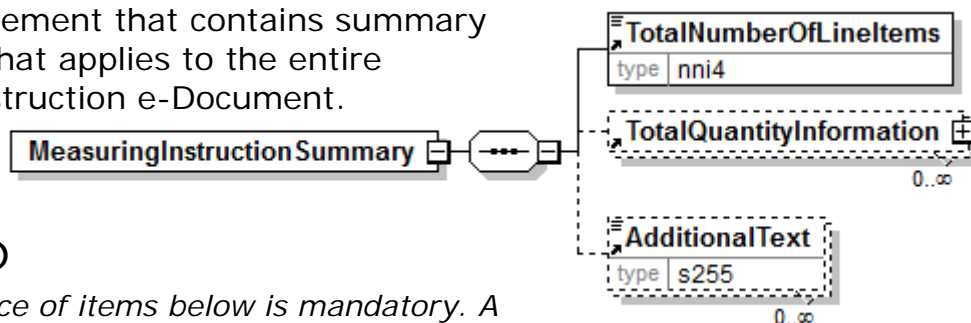 ement that contains summary
hat applies to the entire
struction e-Document.
MeasuringInstructionSummary
TotalNumberOfLineItems
type nni4
TotalQuantityInformation
0..∞
AdditionalText
type s255
0..∞
ce of items below is mandatory. A